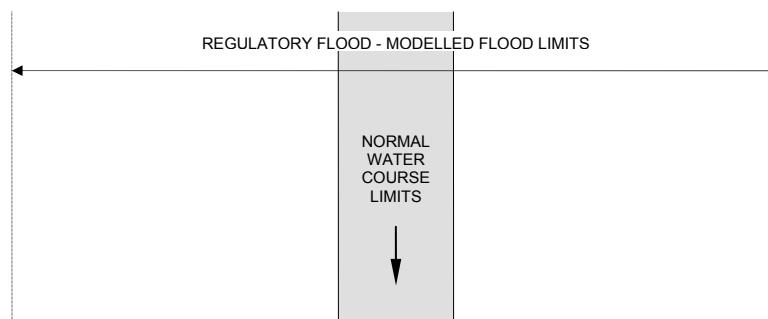 REGULATORY FLOOD - MODELLED FLOOD LIMITS
NORMAL
WATER
COURSE
LIMITS